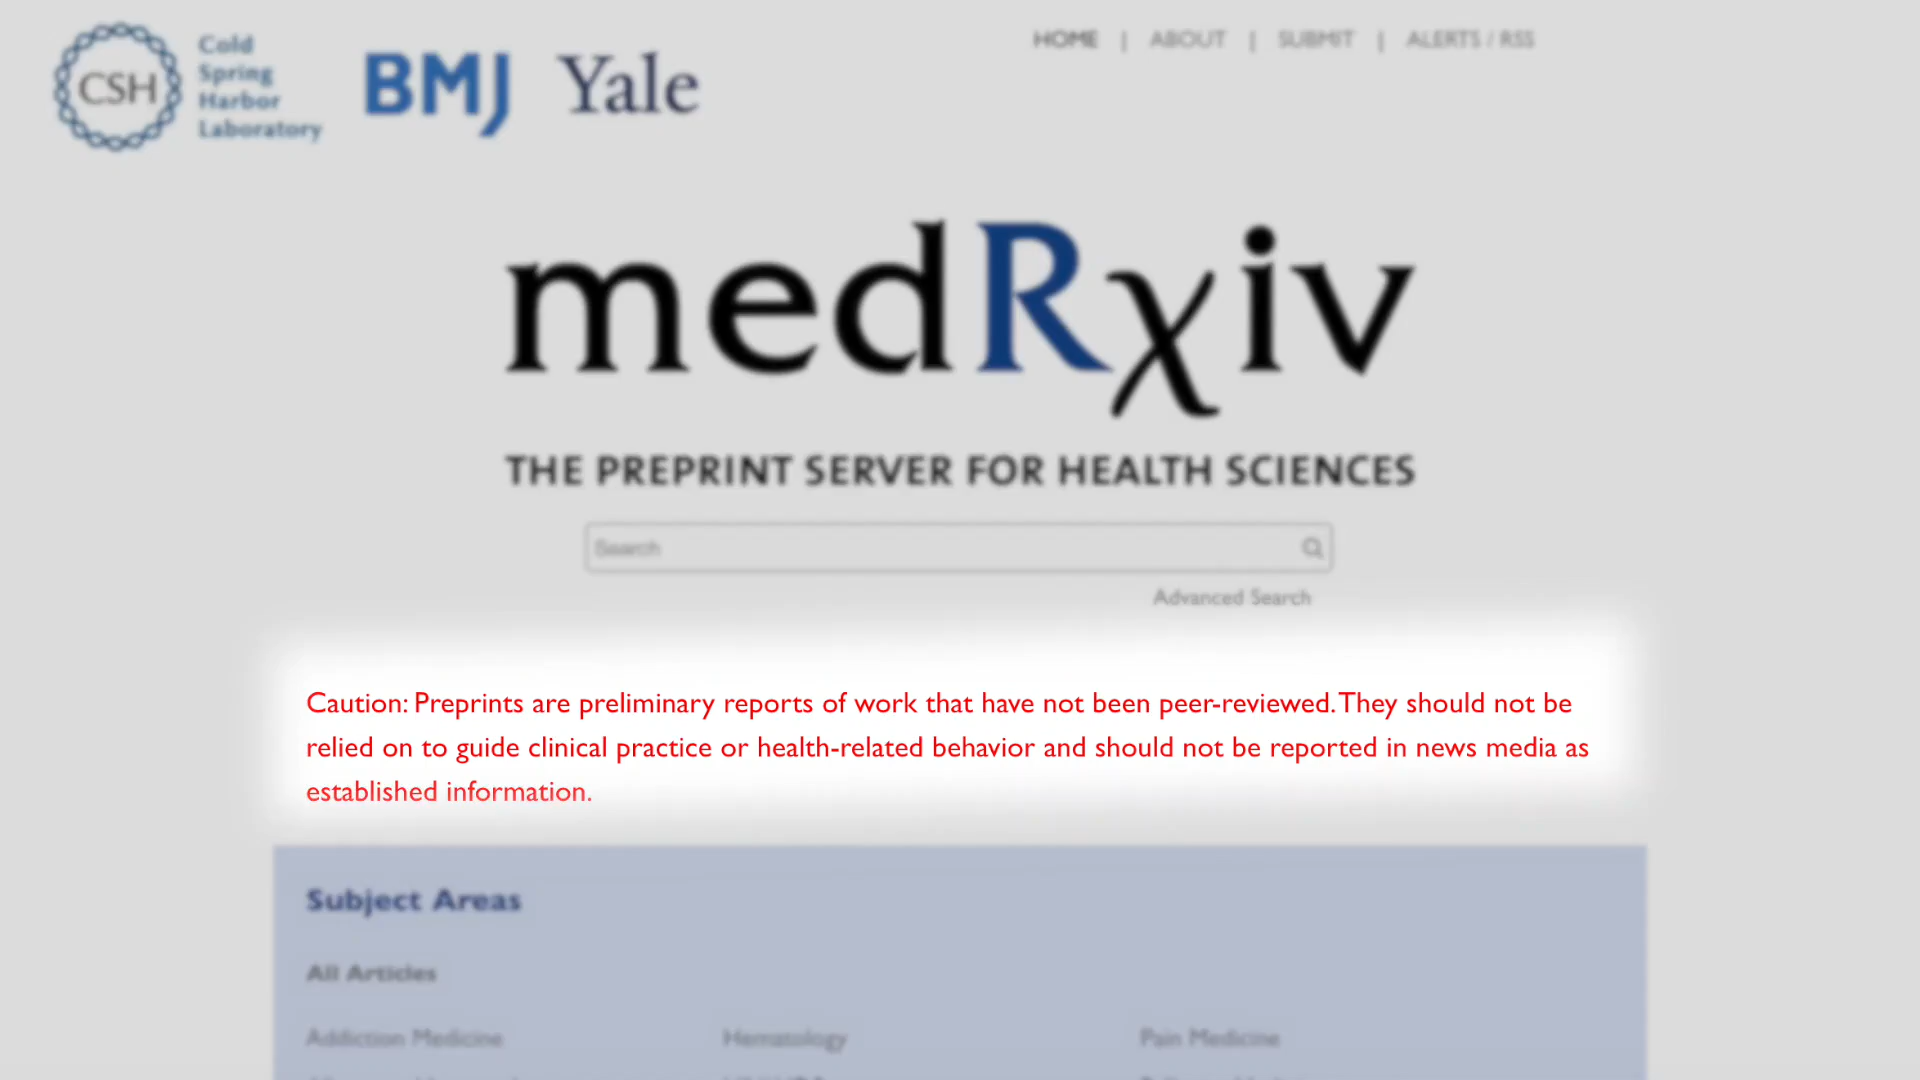 CSH
Cold
Spring
Harbor
Laboratory
BMJ
Yale
HOME | ABOUT | SUBMIT | ALERTS / RSS
medRxiv
THE PREPRINT SERVER FOR HEALTH SCIENCES
Search
Advanced Search
Caution: Preprints are preliminary reports of work that have not been peer-reviewed. They should not be
relied on to guide clinical practice or health-related behavior and should not be reported in news media as
established information.
Subject Areas
All Articles
Addiction Medicine
Hematology
Pain Medicine